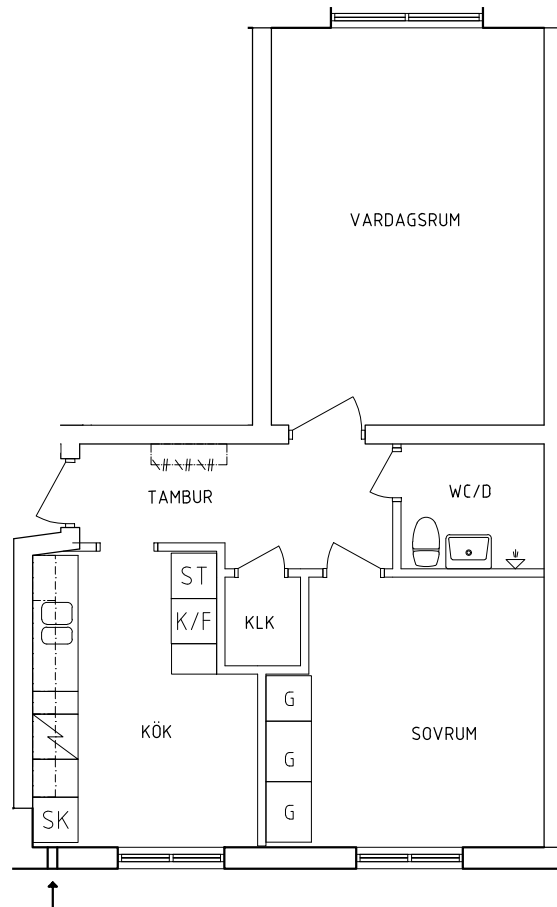 VARDAGSRUM
TAMBUR
WC/D
ST
K/F
KLK
KÖK
SOVRUM
G
G
G
SK